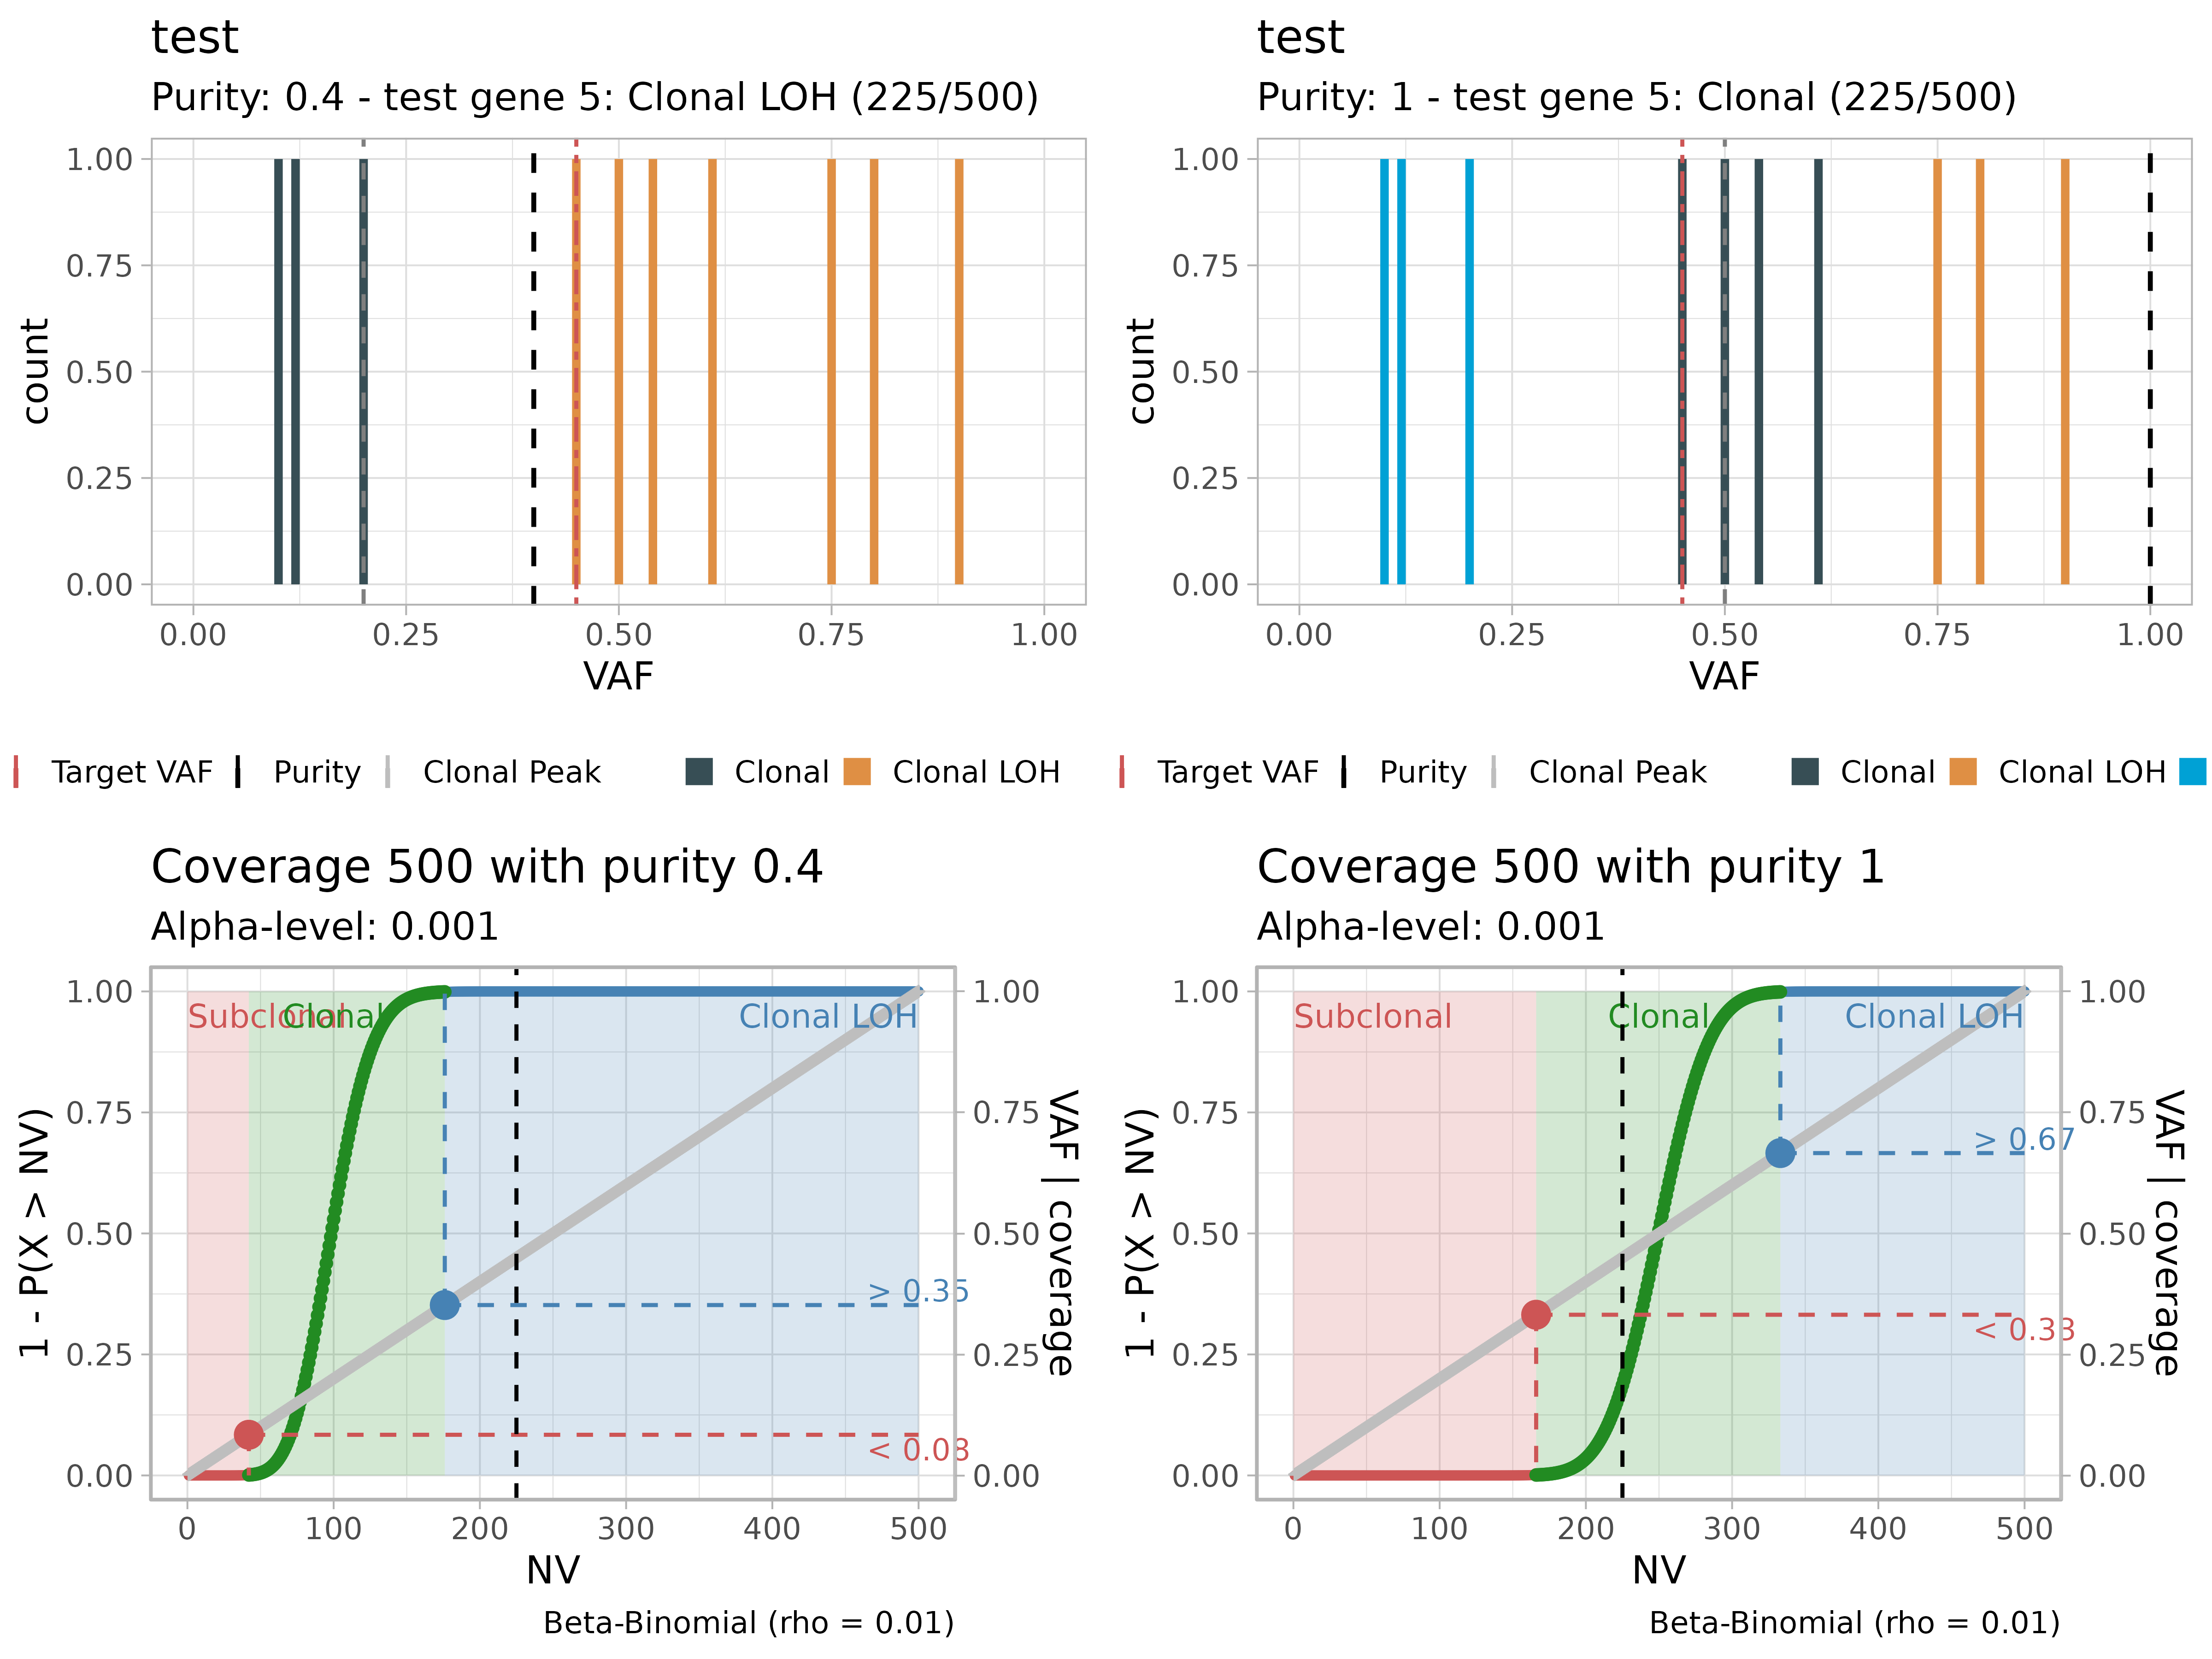 test
Purity: 0.4 - test gene 5: Clonal LOH (225/500)
1.00
0.75
0.50
0.25
0.00
count
0.00 0.25 0.50 0.75 1.00
VAF
Target VAF Purity Clonal Peak Clonal Clonal LOH
test
Purity: 1 - test gene 5: Clonal (225/500)
1.00
0.75
0.50
0.25
0.00
count
0.00 0.25 0.50 0.75 1.00
VAF
Target VAF Purity Clonal Peak Clonal Clonal LOH
Coverage 500 with purity 0.4
Alpha-level: 0.001
1.00
0.75
0.50
0.25
0.00
1 - P(X > NV)
Subclonal
Clonal
Clonal LOH
> 0.35
< 0.08
1.00
0.75
0.50
0.25
0.00
VAF | coverage
0 100 200 300 400 500
NV
Beta-Binomial (rho = 0.01)
Coverage 500 with purity 1
Alpha-level: 0.001
1.00
0.75
0.50
0.25
0.00
1 - P(X > NV)
Subclonal
Clonal
Clonal LOH
> 0.67
< 0.33
1.00
0.75
0.50
0.25
0.00
VAF | coverage
0 100 200 300 400 500
NV
Beta-Binomial (rho = 0.01)